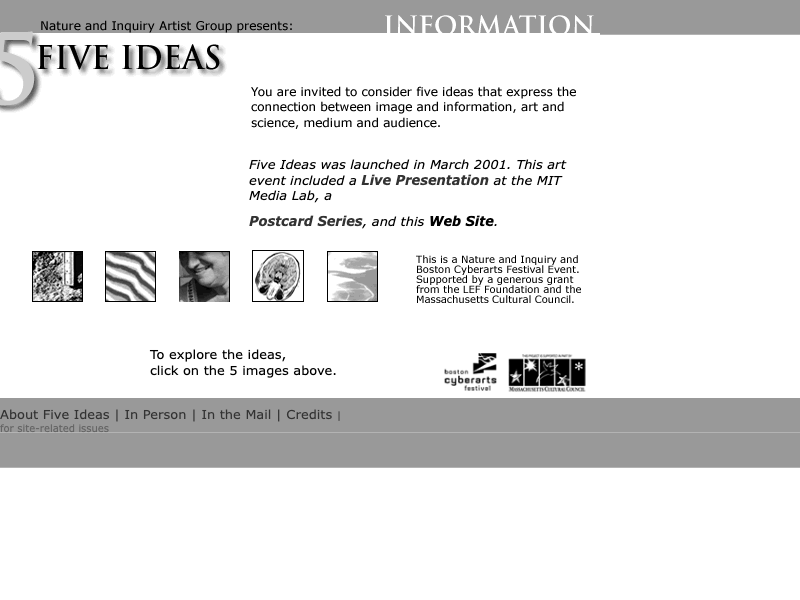 Nature and Inquiry Artist Group presents:
INFORMATION
5
FIVE IDEAS
You are invited to consider five ideas that express the
connection between image and information, art and
science, medium and audience.
Five Ideas was launched in March 2001. This art
event included a Live Presentation at the MIT
Media Lab, a
Postcard Series, and this Web Site.
This is a Nature and Inquiry and
Boston Cyberarts Festival Event.
Supported by a generous grant
from the LEF Foundation and the
Massachusetts Cultural Council.
To explore the ideas,
click on the 5 images above.
boston
cyberarts
festival
THIS PROJECT IS SUPPORTED IN PART BY
MASSACHUSETTS CULTURAL COUNCIL
About Five Ideas | In Person | In the Mail | Credits |
for site-related issues